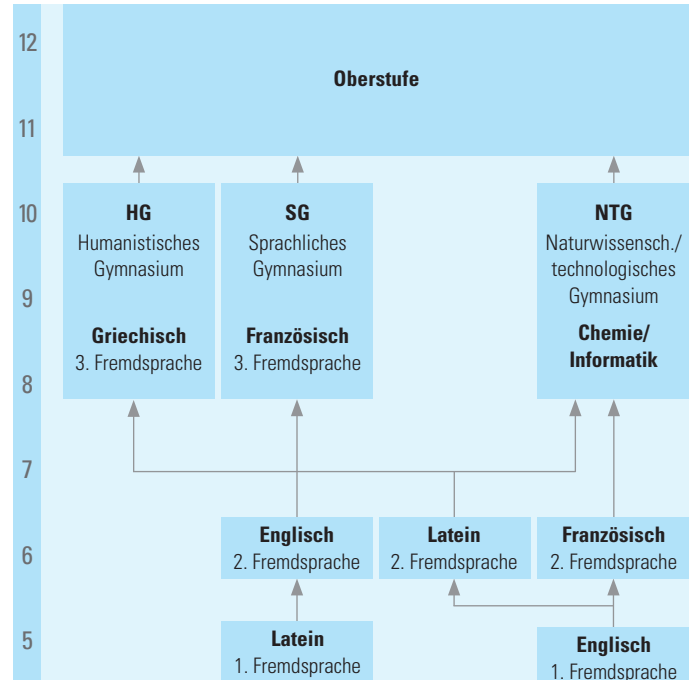 12
Oberstufe
11
10
HG
Humanistisches
Gymnasium
Griechisch
3. Fremdsprache
SG
Sprachliches
Gymnasium
Französisch
3. Fremdsprache
NTG
Naturwissensch./
technologisches
Gymnasium
Chemie/
Informatik
9
8
7
6
Englisch
2. Fremdsprache
Latein
2. Fremdsprache
Französisch
2. Fremdsprache
5
Latein
1. Fremdsprache
Englisch
1. Fremdsprache